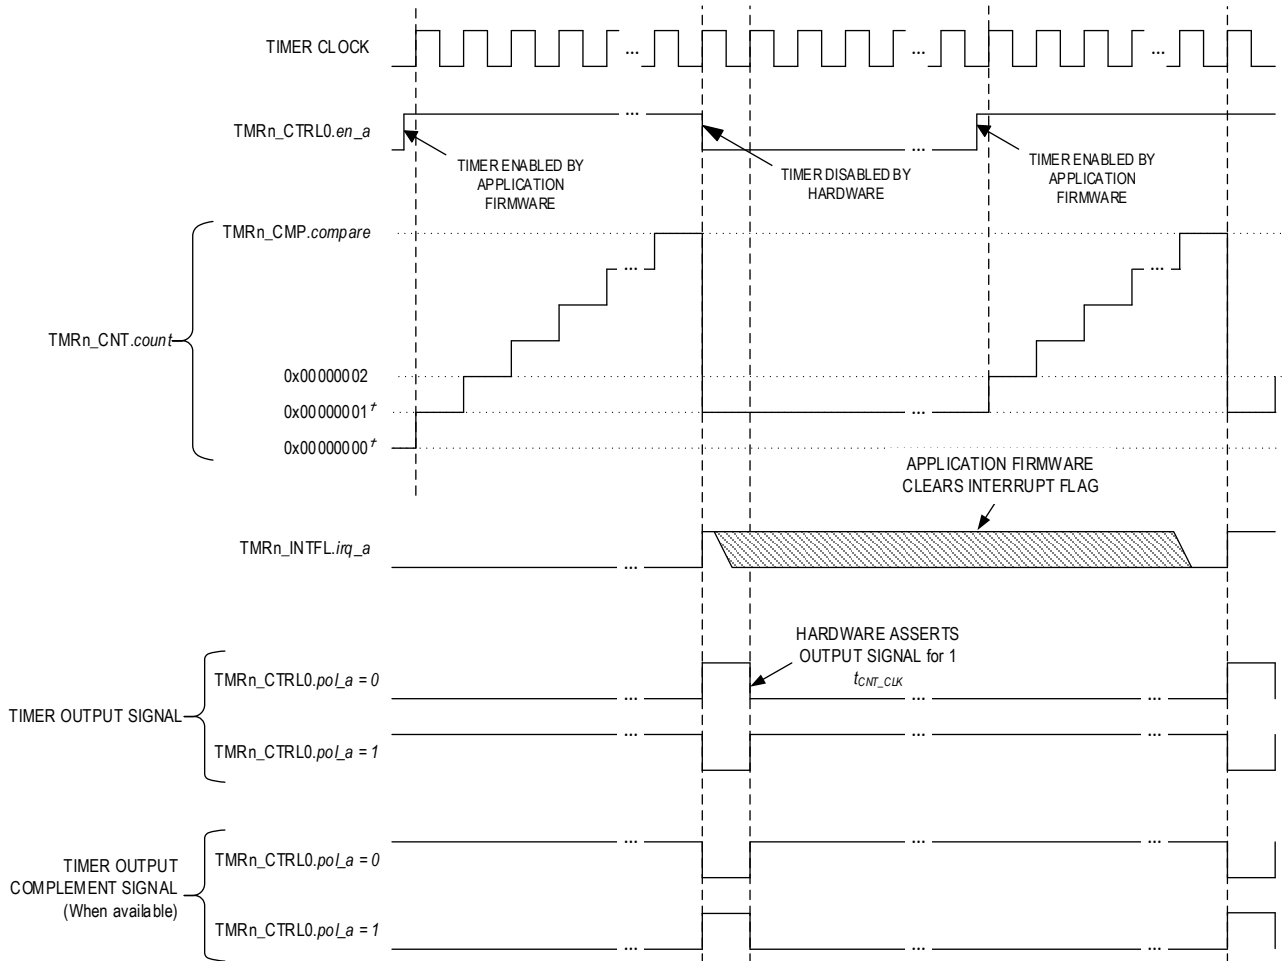 TIMER CLOCK
...
...
...
TMRn_CTRL0.en_a
...
...
TIMER ENABLED BY
APPLICATION
FIRMWARE
TIMER DISABLED BY
HARDWARE
TIMER ENABLED BY
APPLICATION
FIRMWARE
TMRn_CMP.compare
...
...
TMRn_CNT.count
0x00000002
0x00000001†
...
0x00000000†
APPLICATION FIRMWARE
CLEARS INTERRUPT FLAG
TMRn_INTFL.irq_a
...
HARDWARE ASSERTS
OUTPUT SIGNAL for 1
tCNT_CLK
TIMER OUTPUT SIGNAL
TMRn_CTRL0.pol_a = 0
...
...
...
TMRn_CTRL0.pol_a = 1
...
...
...
TIMER OUTPUT
COMPLEMENT SIGNAL
(When available)
TMRn_CTRL0.pol_a = 0
...
...
...
TMRn_CTRL0.pol_a = 1
...
...
...